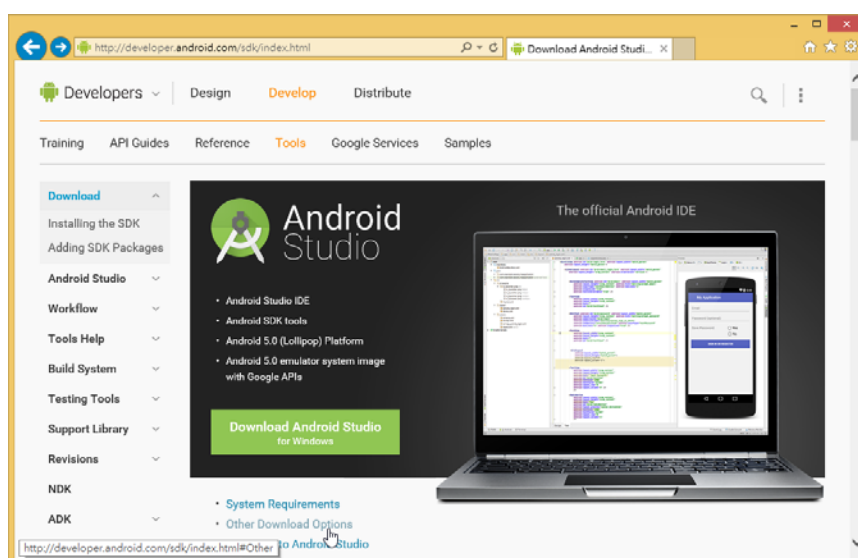 http://developer.android.com/sdk/index.html
Download Android Studi...
Developers
Design
Develop
Distribute
Training
API Guides
Reference
Tools
Google Services
Samples
Download
Installing the SDK
Adding SDK Packages
Android Studio
Workflow
Tools Help
Build System
Testing Tools
Support Library
Revisions
NDK
ADK
Android
Studio
The official Android IDE
• Android Studio IDE
• Android SDK tools
• Android 5.0 (Lollipop) Platform
• Android 5.0 emulator system image
with Google APIs
Download Android Studio
for Windows
• System Requirements
• Other Download Options
to Android Studio
http://developer.android.com/sdk/index.html#Other